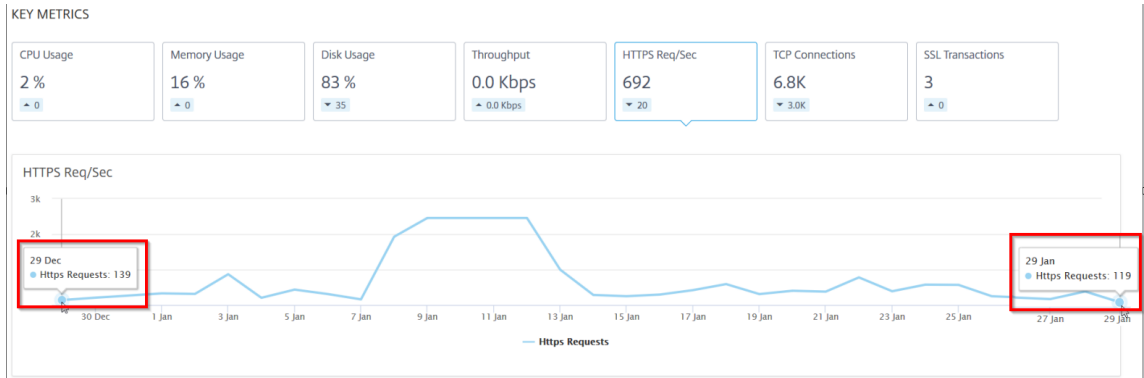 KEY METRICS
CPU Usage
2 %
0
Memory Usage
16 %
0
Disk Usage
83 %
35
Throughput
0.0 Kbps
0.0 Kbps
HTTPS Req/Sec
692
20
TCP Connections
6.8K
3.0K
SSL Transactions
3
0
HTTPS Req/Sec
3k
2k
29 Dec
Https Requests: 139
29 Jan
Https Requests: 119
30 Dec 1 Jan 3 Jan 5 Jan 7 Jan 9 Jan 11 Jan 13 Jan 15 Jan 17 Jan 19 Jan 21 Jan 23 Jan 25 Jan 27 Jan 29 Jan
Https Requests